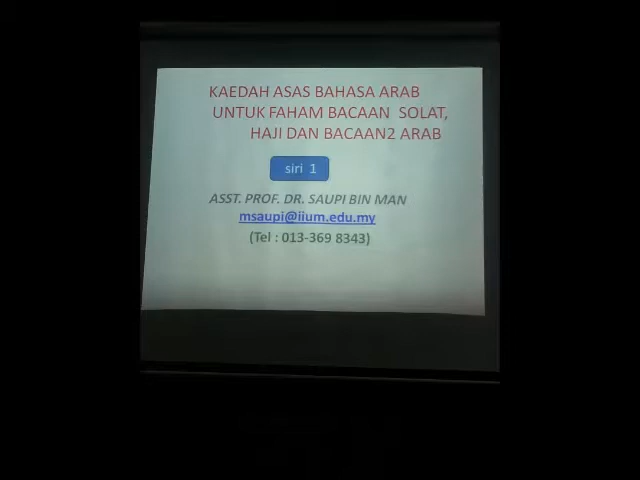 KAEDAH ASAS BAHASA ARAB
UNTUK FAHAM BACAAN SOLAT,
HAJI DAN BACAAN2 ARAB
siri 1
ASST. PROF. DR. SAUPI BIN MAN
msaupi@iium.edu.my
(Tel : 013-369 8343)